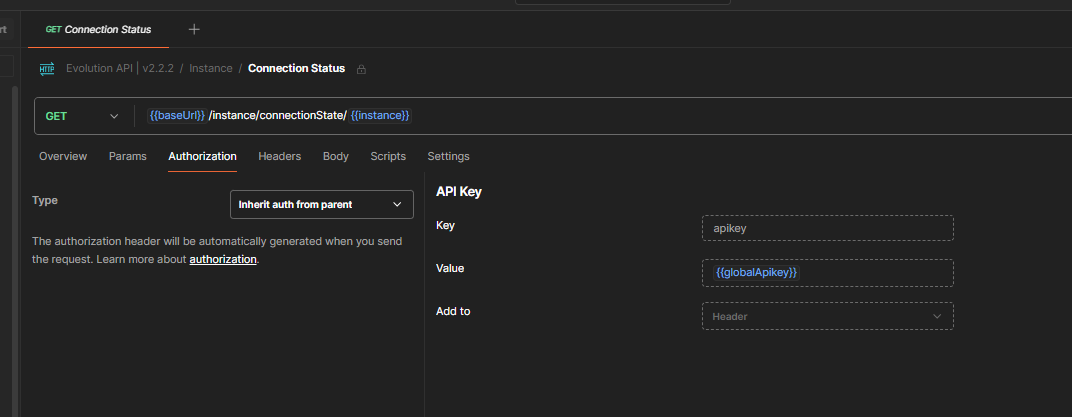 rt
GET Connection Status
HTTP Evolution API | v2.2.2 / Instance / Connection Status
GET {{baseUrl}} /instance/connectionState/ {{instance}}
Overview Params Authorization Headers Body Scripts Settings
Type Inherit auth from parent
The authorization header will be automatically generated when you send
the request. Learn more about authorization.
API Key
Key apikey
Value {{globalApikey}}
Add to Header